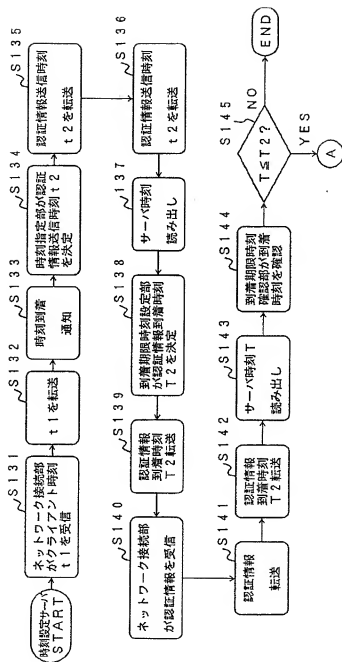 時刻設定サーバ
START
S131
ネットワーク接続部
がクライアント時刻
t1を受信
S132
t1を転送
S133
時刻到着
通知
S134
時刻指定部が認証
情報送信時刻t2
を決定
S135
認証情報送信時刻
t2を転送
S136
認証情報送信時刻
t2を転送
137
サーバ時刻
読み出し
S138
到着期限時刻設定部
が認証情報到着時刻
T2を決定
S139
認証情報
到着時刻
T2転送
S140
ネットワーク接続部
が認証情報を受信
S141
認証情報
転送
S142
認証情報
到着時刻
T2転送
S143
サーバ時刻T
読み出し
S144
到着期限時刻
確認部が到着
時刻を確認
S145
T≦T2?
NO
END
YES
A